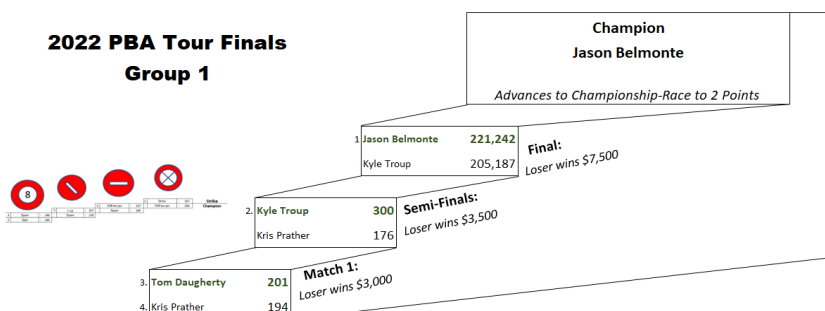 2022 PBA Tour Finals
Group 1
Champion
Jason Belmonte
Advances to Championship-Race to 2 Points
1 Jason Belmonte 221,242
Kyle Troup 205,187
Final:
Loser wins $7,500
8
Strike
Champion
2. Kyle Troup 300
Kris Prather 176
Semi-Finals:
Loser wins $3,500
3. Tom Daugherty 201
4. Kris Prather 194
Match 1:
Loser wins $3,000